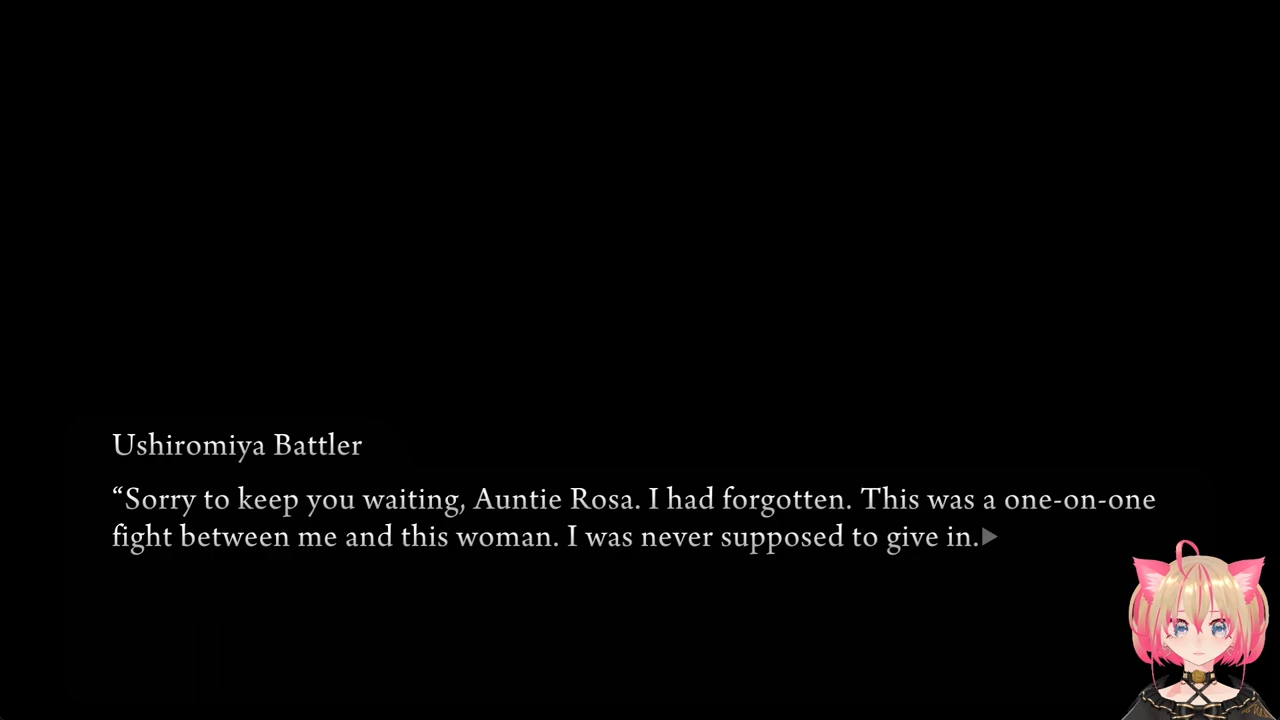 Ushiromiya Battler
“Sorry to keep you waiting, Auntie Rosa. I had forgotten. This was a one-on-one
fight between me and this woman. I was never supposed to give in.